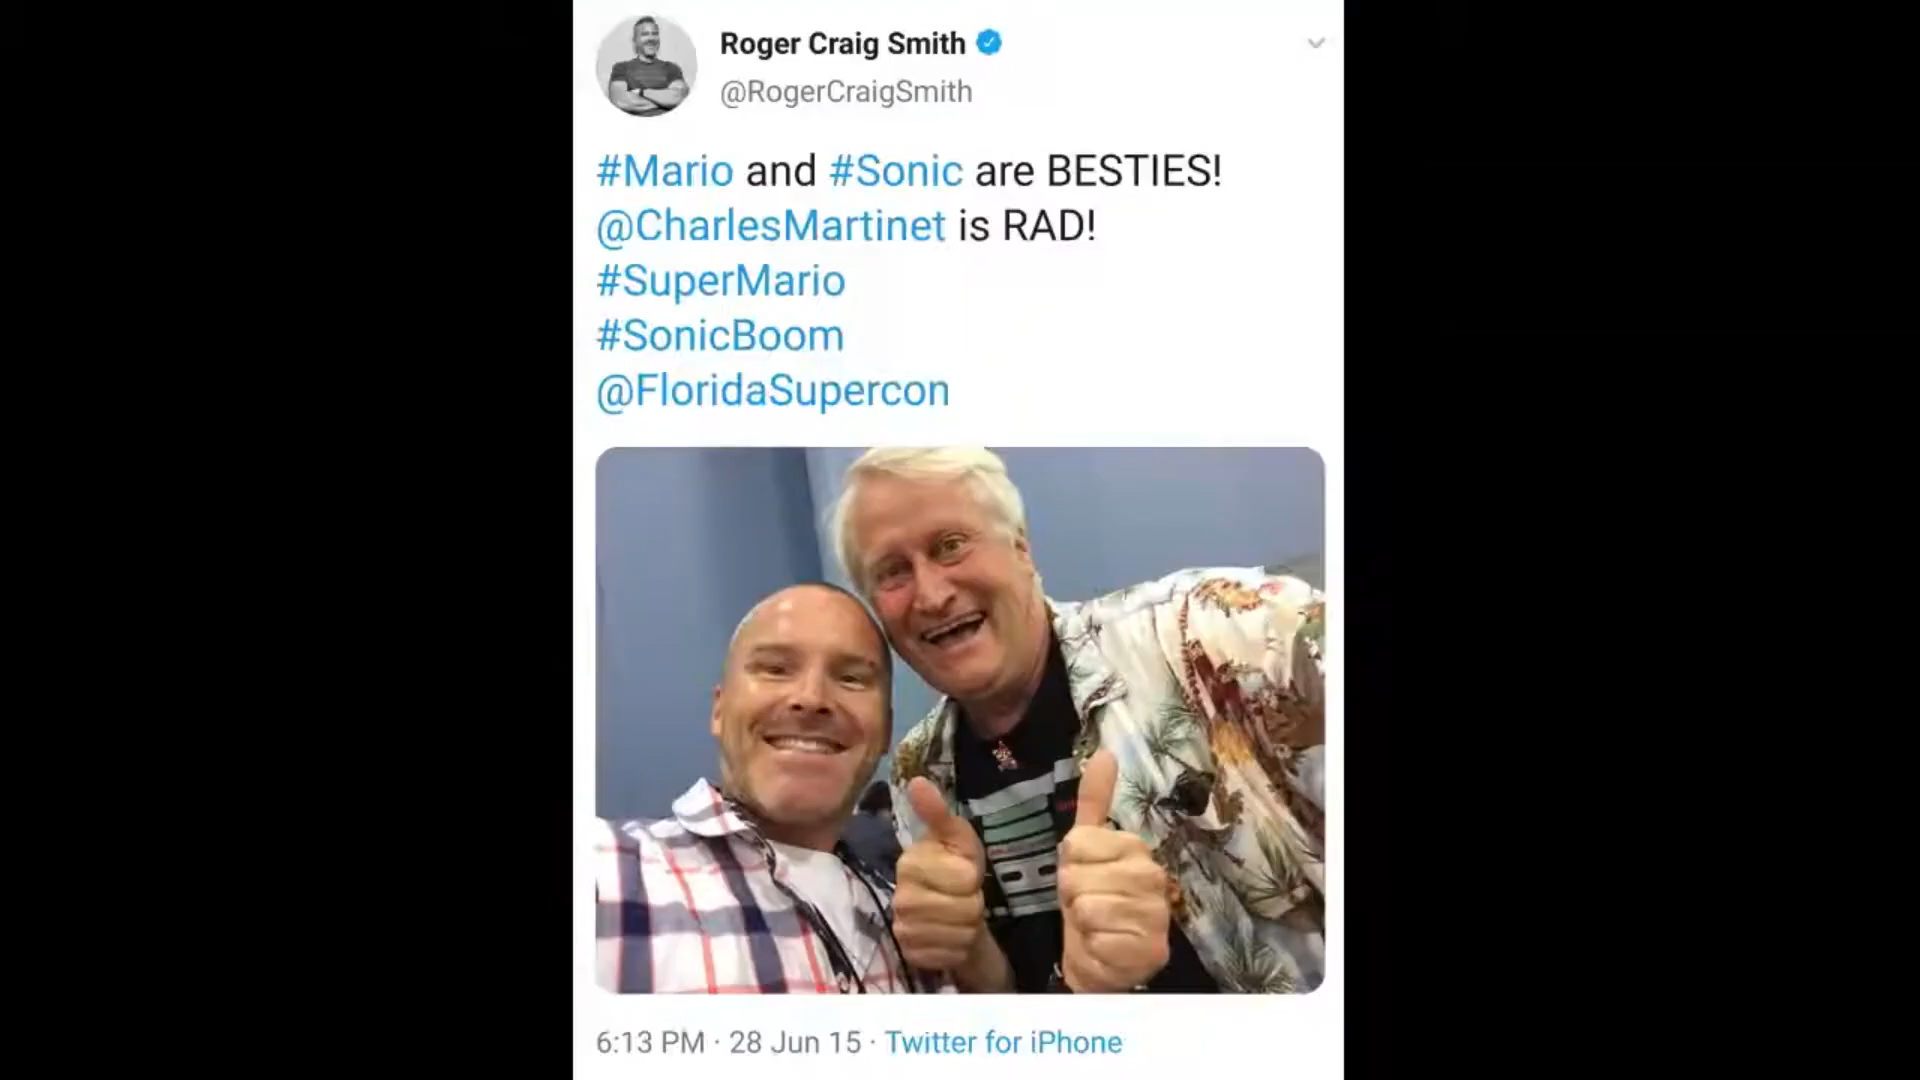 Roger Craig Smith
@RogerCraigSmith
#Mario and #Sonic are BESTIES!
@CharlesMartinet is RAD!
#SuperMario
#SonicBoom
@FloridaSupercon
6:13 PM · 28 Jun 15 · Twitter for iPhone